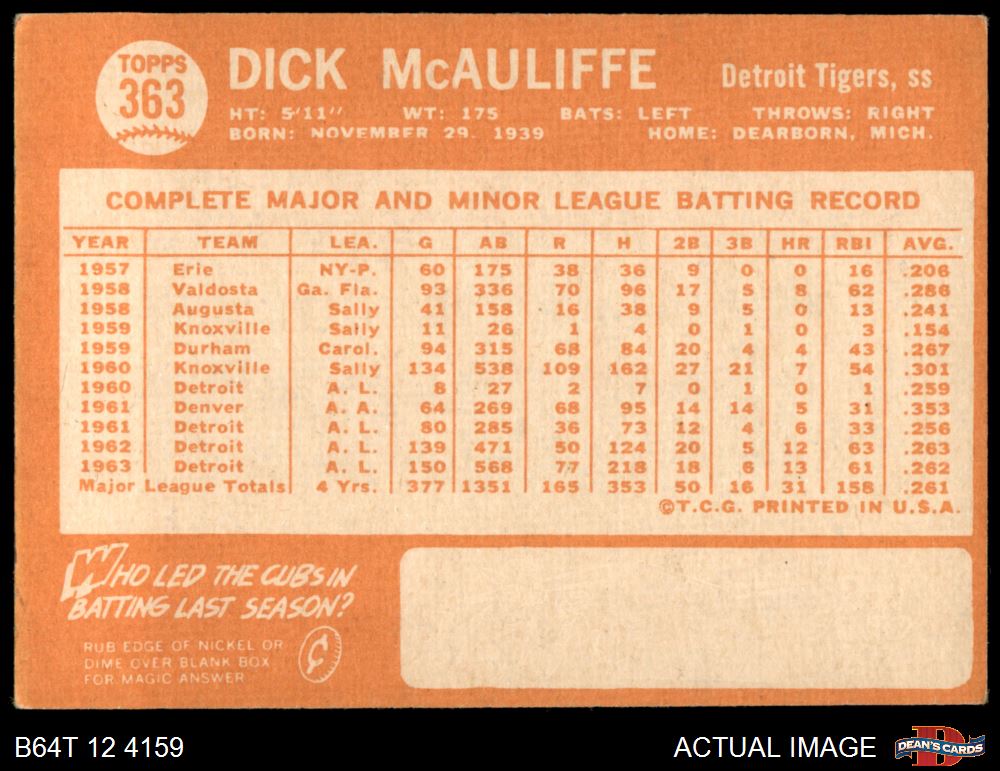 TOPPS
363
DICK McAULIFFE
Detroit Tigers, ss
HT: 5'11" WT: 175 BATS: LEFT THROWS: RIGHT
BORN: NOVEMBER 29, 1939 HOME: DEARBORN, MICH.
COMPLETE MAJOR AND MINOR LEAGUE BATTING RECORD
YEAR TEAM LEA. G AB R H 2B 3B HR RBI AVG.
1957 Erie NY-P. 60 175 38 36 9 0 0 16 .206
1958 Valdosta Ga. Fla. 93 336 70 96 17 5 8 62 .286
1958 Augusta Sally 41 158 16 38 9 5 0 13 .241
1959 Knoxville Sally 11 26 1 4 0 1 0 3 .154
1959 Durham Carol. 94 315 68 84 20 4 4 43 .267
1960 Knoxville Sally 134 538 109 162 27 21 7 54 .301
1960 Detroit A. L. 8 27 2 7 0 1 0 1 .259
1961 Denver A. A. 64 269 68 95 14 14 5 31 .353
1961 Detroit A. L. 80 285 36 73 12 4 6 33 .256
1962 Detroit A. L. 139 471 50 124 20 5 12 63 .263
1963 Detroit A. L. 150 568 77 218 18 6 13 61 .262
Major League Totals 4 Yrs. 377 1351 165 353 50 16 31 158 .261
©T.C.G. PRINTED IN U.S.A.
WHO LED THE CUBS IN
BATTING LAST SEASON?
RUB EDGE OF NICKEL OR
DIME OVER BLANK BOX
FOR MAGIC ANSWER
¢
B64T 12 4159
ACTUAL IMAGE
D
DEAN'S CARDS